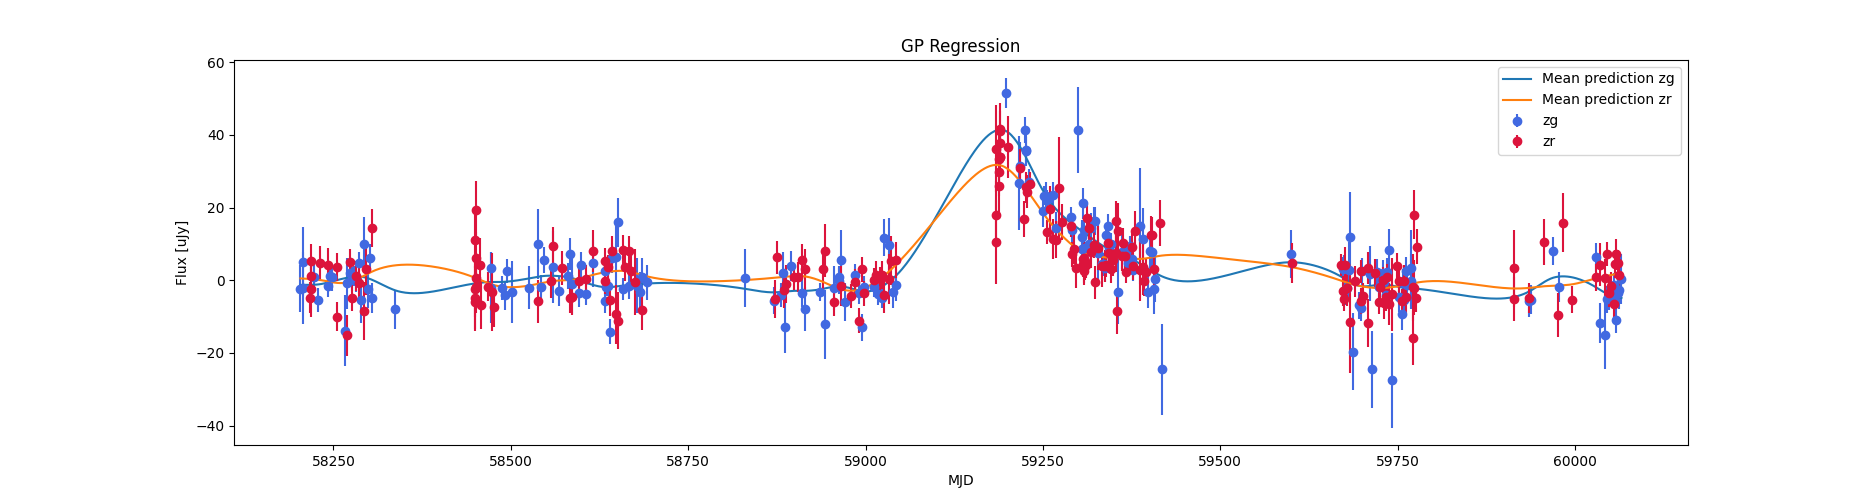 GP Regression
Flux [uJy]
60
40
20
0
−20
−40
58250
58500
58750
59000
59250
59500
59750
60000
MJD
Mean prediction zg
Mean prediction zr
zg
zr